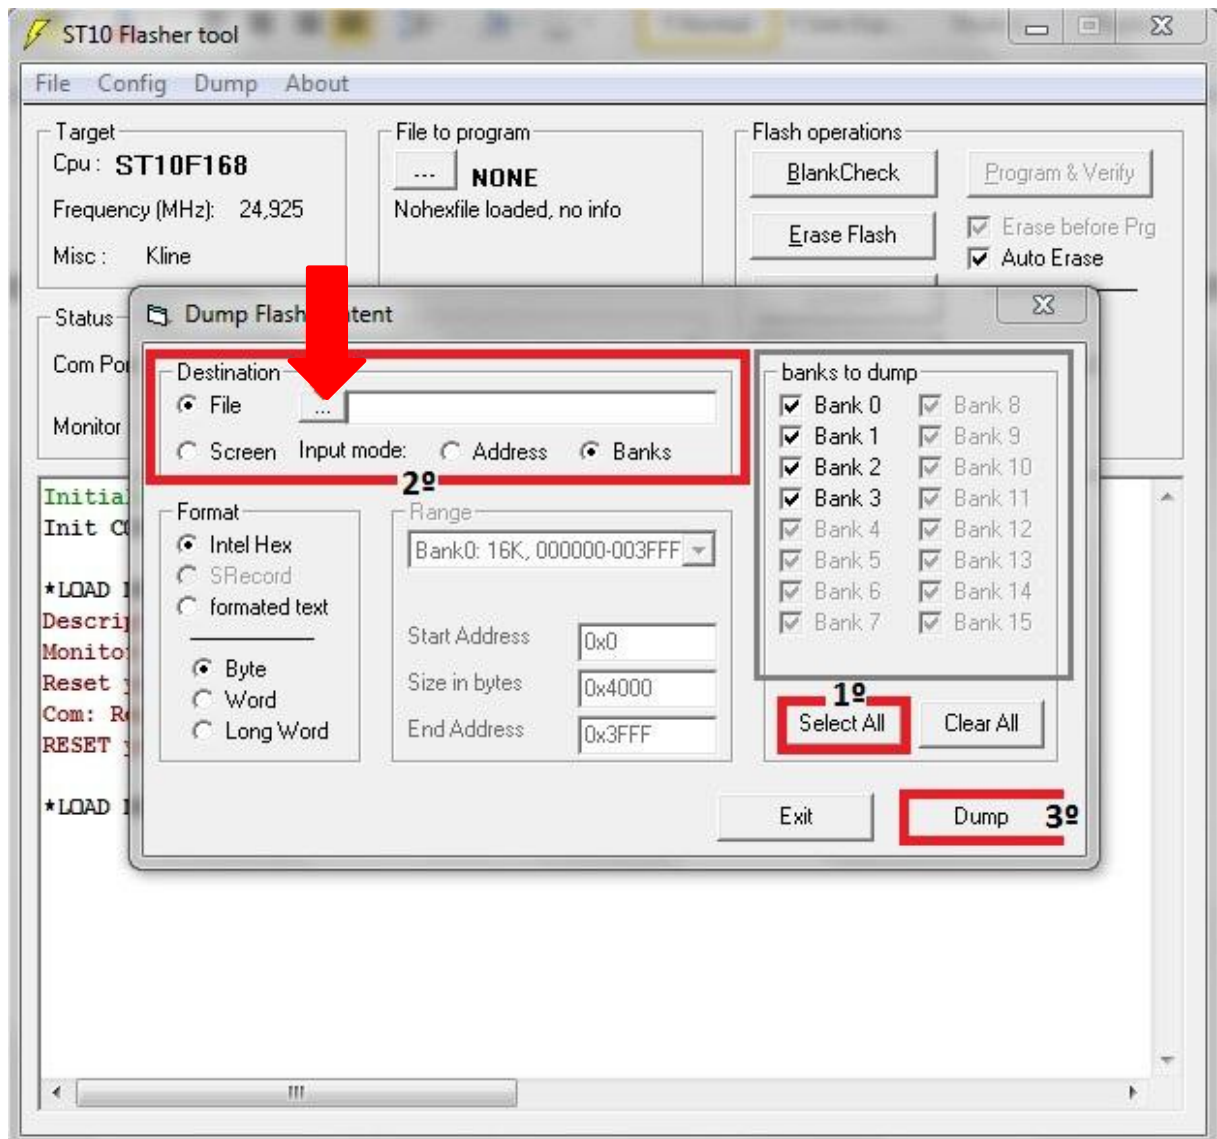 ST10 Flasher tool
File Config Dump About
Target
Cpu : ST10F168
Frequency (MHz): 24,925
Misc : Kline
File to program
... NONE
Nohexfile loaded, no info
Flash operations
BlankCheck
Program & Verify
Erase Flash
Erase before Prg
Auto Erase
Status
Com Por
Monitor
Dump Flash tent
Destination
File ...
Screen Input mode: Address Banks
2º
Format
Intel Hex
SRecord
formated text
Byte
Word
Long Word
Range
Bank0: 16K, 000000-003FFF
Start Address 0x0
Size in bytes 0x4000
End Address 0x3FFF
banks to dump
Bank 0 Bank 8
Bank 1 Bank 9
Bank 2 Bank 10
Bank 3 Bank 11
Bank 4 Bank 12
Bank 5 Bank 13
Bank 6 Bank 14
Bank 7 Bank 15
1º
Select All Clear All
Exit Dump 3º
Initial
Init CO
*LOAD
Descrip
Monitor
Reset
Com: Re
RESET
*LOAD